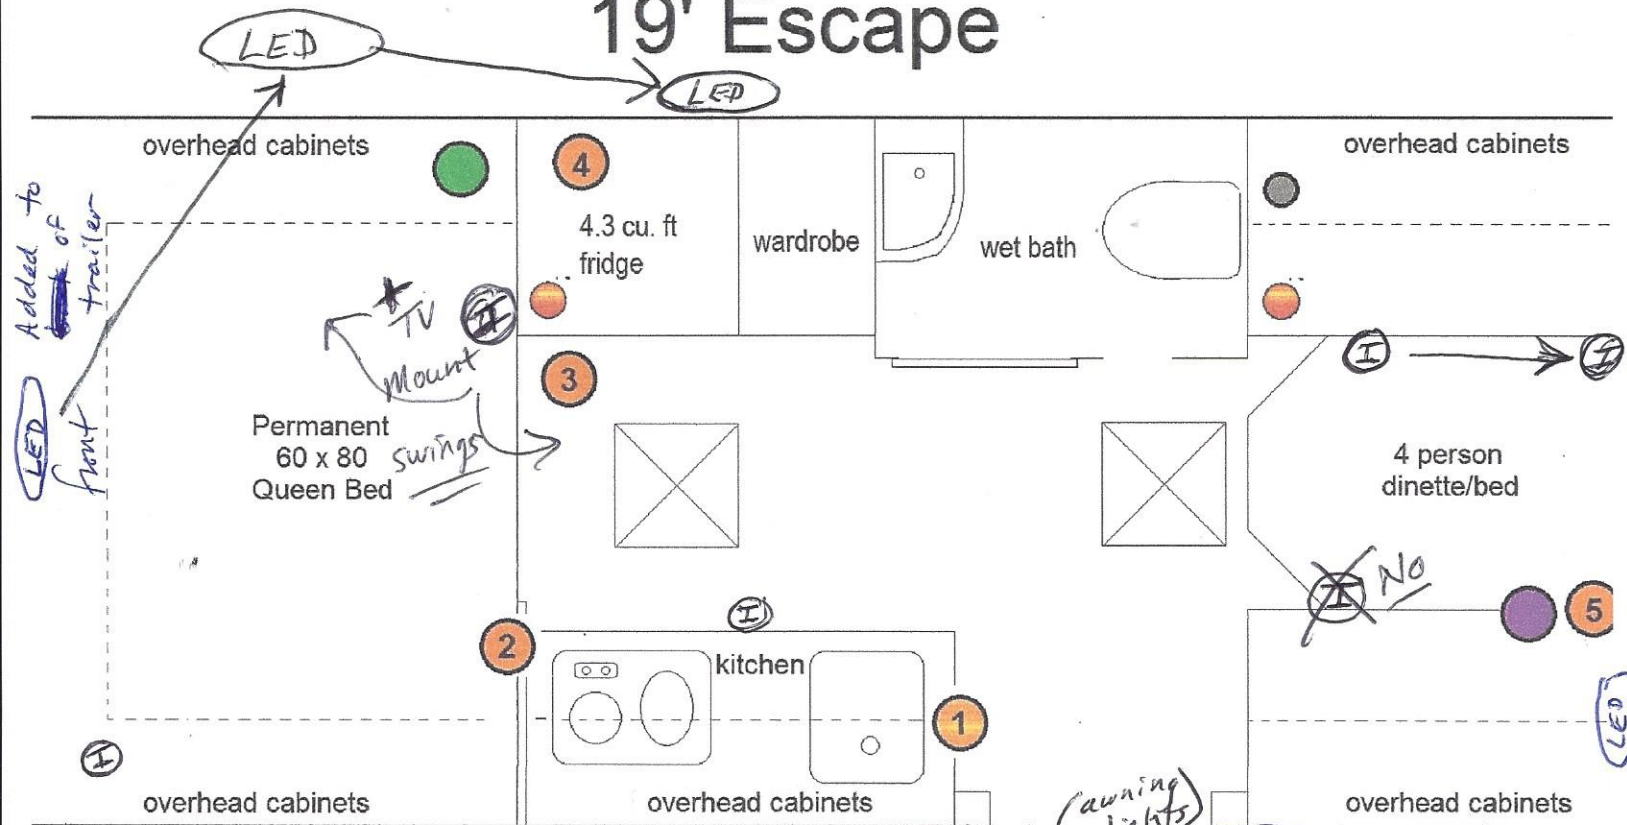 19' Escape
LED
LED
overhead cabinets
overhead cabinets
4
4.3 cu. ft
fridge
wardrobe
wet bath
Added to
of
trailer
front
LED
TV
Mount
swings
I
3
I
I
Permanent
60 x 80
Queen Bed
4 person
dinette/bed
I
NO
I
5
2
kitchen
1
LED
I
overhead cabinets
overhead cabinets
(awning
lights)
overhead cabinets